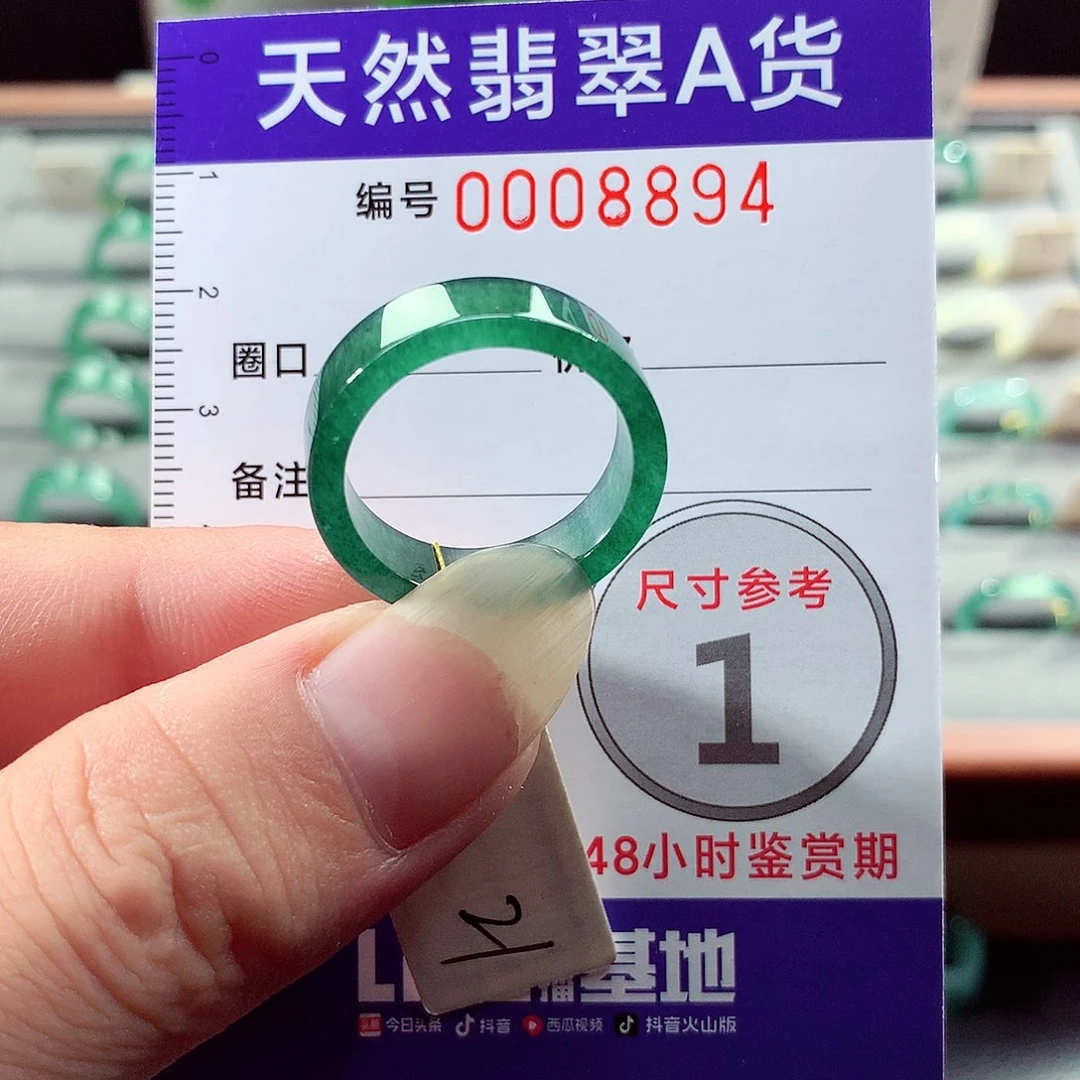 天然翡翠A货
0
编号 0008894
1
2
圈口
3
备注
尺寸参考
1
48小时鉴赏期
基地
今日头条 抖音 西瓜视频 抖音火山版